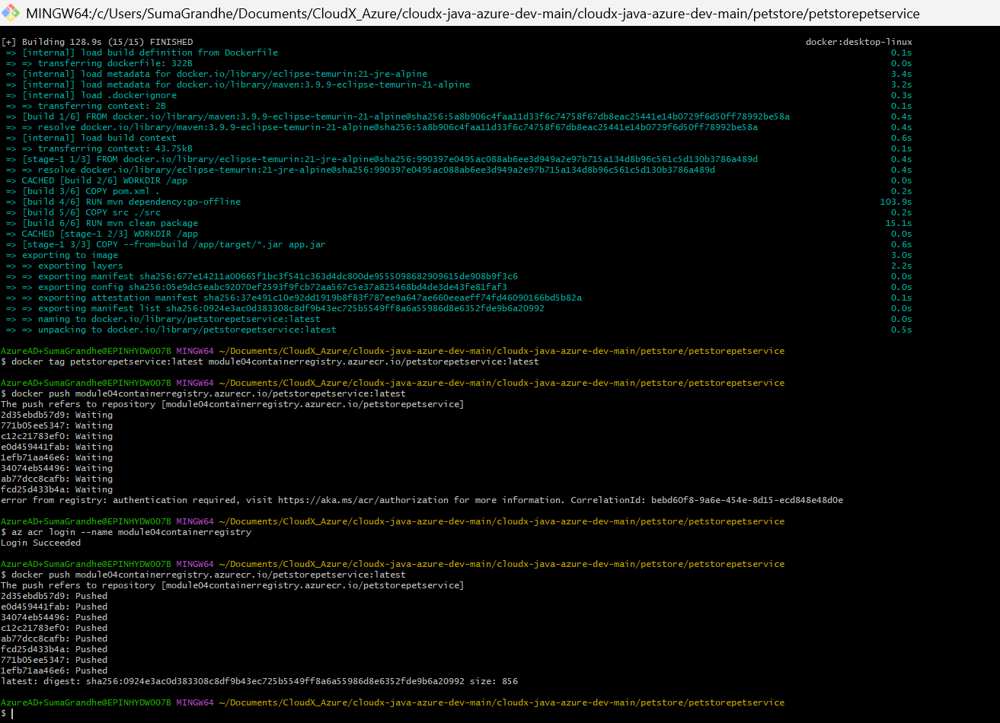 MINGW64:/c/Users/SumaGrandhe/Documents/CloudX_Azure/cloudx-java-azure-dev-main/cloudx-java-azure-dev-main/petstore/petstorepetservice
[+] Building 128.9s (15/15) FINISHED docker:desktop-linux
=> [internal] load build definition from Dockerfile 0.1s
=> => transferring dockerfile: 322B 0.0s
=> [internal] load metadata for docker.io/library/eclipse-temurin:21-jre-alpine 3.4s
=> [internal] load metadata for docker.io/library/maven:3.9.9-eclipse-temurin-21-alpine 3.2s
=> [internal] load .dockerignore 0.3s
=> => transferring context: 2B 0.1s
=> [build 1/6] FROM docker.io/library/maven:3.9.9-eclipse-temurin-21-alpine@sha256:5a8b906c4faa11d33f6c74758f67db8eac25441e14b0729f6d50ff78992be58a 0.4s
=> => resolve docker.io/library/maven:3.9.9-eclipse-temurin-21-alpine@sha256:5a8b906c4faa11d33f6c74758f67db8eac25441e14b0729f6d50ff78992be58a 0.4s
=> [internal] load build context 0.6s
=> => transferring context: 43.75kB 0.1s
=> [stage-1 1/3] FROM docker.io/library/eclipse-temurin:21-jre-alpine@sha256:990397e0495ac088ab6ee3d949a2e97b715a134d8b96c561c5d130b3786a489d 0.4s
=> => resolve docker.io/library/eclipse-temurin:21-jre-alpine@sha256:990397e0495ac088ab6ee3d949a2e97b715a134d8b96c561c5d130b3786a489d 0.4s
=> CACHED [build 2/6] WORKDIR /app 0.0s
=> [build 3/6] COPY pom.xml . 0.2s
=> [build 4/6] RUN mvn dependency:go-offline 103.9s
=> [build 5/6] COPY src ./src 0.2s
=> [build 6/6] RUN mvn clean package 15.1s
=> CACHED [stage-1 2/3] WORKDIR /app 0.0s
=> [stage-1 3/3] COPY --from=build /app/target/*.jar app.jar 0.6s
=> exporting to image 3.0s
=> => exporting layers 2.2s
=> => exporting manifest sha256:677e14211a00665f1bc3f541c363d4dc800de9555098682909615de908b9f3c6 0.0s
=> => exporting config sha256:05e9dc5eabc92070ef2593f9fcb72aa567c5e37a825468bd4de3de43fe81faf3 0.0s
=> => exporting attestation manifest sha256:37e491c10e92dd1919b8f83f787ee9a647ae660eeaeff74fd46090166bd5b82a 0.1s
=> => exporting manifest list sha256:0924e3ac0d383308c8df9b43ec725b5549ff8a6a55986d8e6352fde9b6a20992 0.0s
=> => naming to docker.io/library/petstorepetservice:latest 0.0s
=> => unpacking to docker.io/library/petstorepetservice:latest 0.5s
AzureAD+SumaGrandhe@EPINHYDW007B MINGW64 ~/Documents/CloudX_Azure/cloudx-java-azure-dev-main/cloudx-java-azure-dev-main/petstore/petstorepetservice
$ docker tag petstorepetservice:latest module04containerregistry.azurecr.io/petstorepetservice:latest
AzureAD+SumaGrandhe@EPINHYDW007B MINGW64 ~/Documents/CloudX_Azure/cloudx-java-azure-dev-main/cloudx-java-azure-dev-main/petstore/petstorepetservice
$ docker push module04containerregistry.azurecr.io/petstorepetservice:latest
The push refers to repository [module04containerregistry.azurecr.io/petstorepetservice]
2d35ebdb57d9: Waiting
771b05ee5347: Waiting
c12c21783ef0: Waiting
e0d459441fab: Waiting
1efb71aa46e6: Waiting
34074eb54496: Waiting
ab77dcc8cafb: Waiting
fcd25d433b4a: Waiting
error from registry: authentication required, visit https://aka.ms/acr/authorization for more information. CorrelationId: bebd60f8-9a6e-454e-8d15-ecd848e48d0e
AzureAD+SumaGrandhe@EPINHYDW007B MINGW64 ~/Documents/CloudX_Azure/cloudx-java-azure-dev-main/cloudx-java-azure-dev-main/petstore/petstorepetservice
$ az acr login --name module04containerregistry
Login Succeeded
AzureAD+SumaGrandhe@EPINHYDW007B MINGW64 ~/Documents/CloudX_Azure/cloudx-java-azure-dev-main/cloudx-java-azure-dev-main/petstore/petstorepetservice
$ docker push module04containerregistry.azurecr.io/petstorepetservice:latest
The push refers to repository [module04containerregistry.azurecr.io/petstorepetservice]
2d35ebdb57d9: Pushed
e0d459441fab: Pushed
34074eb54496: Pushed
c12c21783ef0: Pushed
ab77dcc8cafb: Pushed
fcd25d433b4a: Pushed
771b05ee5347: Pushed
1efb71aa46e6: Pushed
latest: digest: sha256:0924e3ac0d383308c8df9b43ec725b5549ff8a6a55986d8e6352fde9b6a20992 size: 856
AzureAD+SumaGrandhe@EPINHYDW007B MINGW64 ~/Documents/CloudX_Azure/cloudx-java-azure-dev-main/cloudx-java-azure-dev-main/petstore/petstorepetservice
$